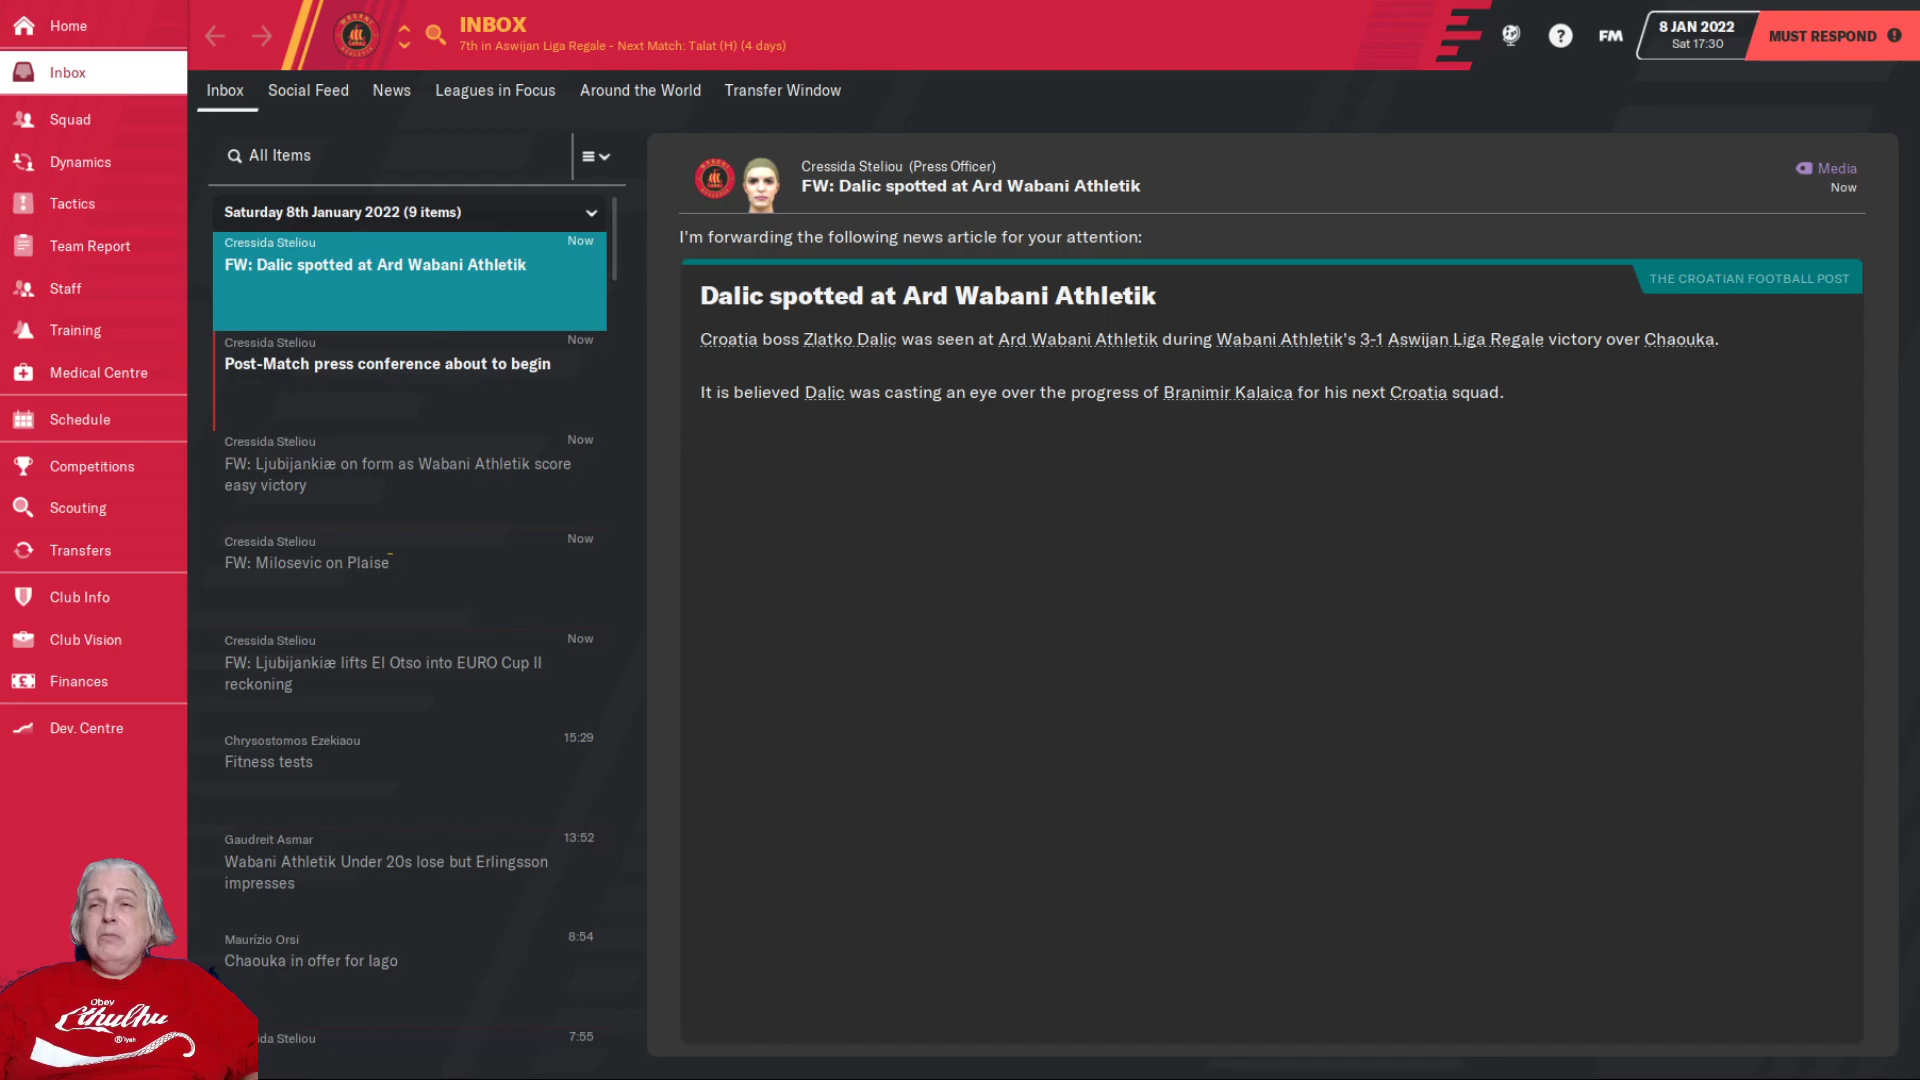 Home
Inbox
Squad
Dynamics
Tactics
Team Report
Staff
Training
Medical Centre
Schedule
Competitions
Scouting
Transfers
Club Info
Club Vision
Finances
Dev. Centre
INBOX
7th in Aswijan Liga Regale - Next Match: Talat (H) (4 days)
FM
8 JAN 2022
Sat 17:30
MUST RESPOND
Inbox Social Feed News Leagues in Focus Around the World Transfer Window
All Items
Saturday 8th January 2022 (9 items)
Cressida Steliou Now
FW: Dalic spotted at Ard Wabani Athletik
Cressida Steliou Now
Post-Match press conference about to begin
Cressida Steliou Now
FW: Ljubijankiæ on form as Wabani Athletik score
easy victory
Cressida Steliou Now
FW: Milosevic on Plaise
Cressida Steliou Now
FW: Ljubijankiæ lifts El Otso into EURO Cup II
reckoning
Chrysostomos Ezekiaou 15:29
Fitness tests
Gaudreit Asmar 13:52
Wabani Athletik Under 20s lose but Erlingsson
impresses
Maurízio Orsi 8:54
Chaouka in offer for Iago
ida Steliou 7:55
Cressida Steliou (Press Officer)
FW: Dalic spotted at Ard Wabani Athletik
Media
Now
I'm forwarding the following news article for your attention:
THE CROATIAN FOOTBALL POST
Dalic spotted at Ard Wabani Athletik
Croatia boss Zlatko Dalic was seen at Ard Wabani Athletik during Wabani Athletik's 3-1 Aswijan Liga Regale victory over Chaouka.
It is believed Dalic was casting an eye over the progress of Branimir Kalaica for his next Croatia squad.
Obey
Cthulhu